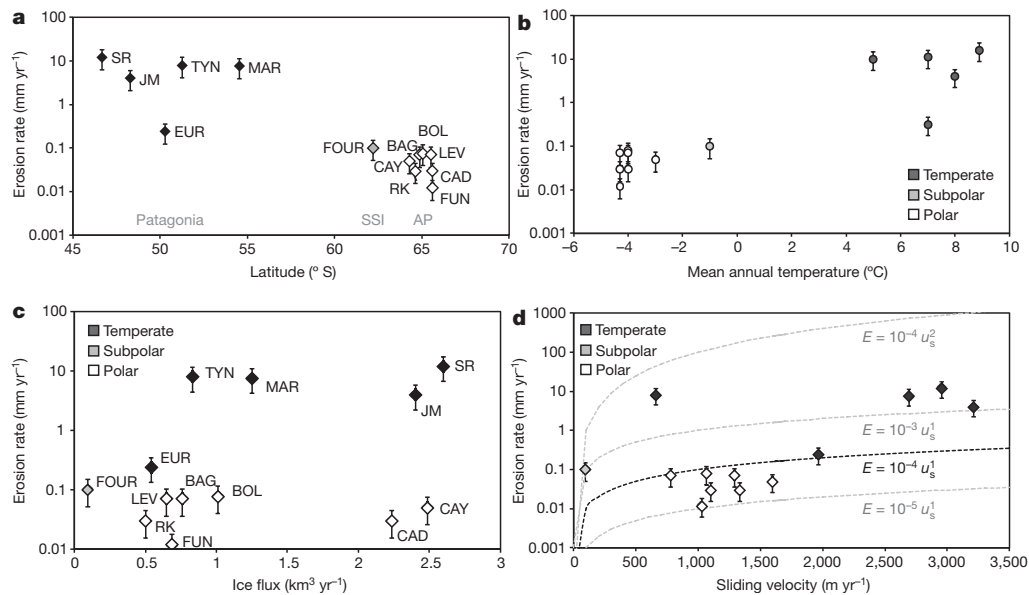 a
Erosion rate (mm yr⁻¹)
100
10
1
0.1
0.01
0.001
SR
JM
TYN
MAR
EUR
FOUR
BAG
BOL
CAY
LEV
RK
CAD
FUN
Patagonia
SSI
AP
45 50 55 60 65 70
Latitude (° S)
b
Erosion rate (mm yr⁻¹)
100
10
1
0.1
0.01
0.001
Temperate
Subpolar
Polar
–6 –4 –2 0 2 4 6 8 10
Mean annual temperature (°C)
c
Erosion rate (mm yr⁻¹)
100
10
1
0.1
0.01
Temperate
Subpolar
Polar
TYN
MAR
SR
JM
EUR
FOUR
LEV
BAG
BOL
RK
FUN
CAY
CAD
0 0.5 1 1.5 2 2.5 3.0
Ice flux (km³ yr⁻¹)
d
Erosion rate (mm yr⁻¹)
1000
100
10
1
0.1
0.01
0.001
Temperate
Subpolar
Polar
E = 10⁻⁴ uₛ²
E = 10⁻³ uₛ¹
E = 10⁻⁴ uₛ¹
E = 10⁻⁵ uₛ¹
0 500 1,000 1,500 2,000 2,500 3,000 3,500
Sliding velocity (m yr⁻¹)